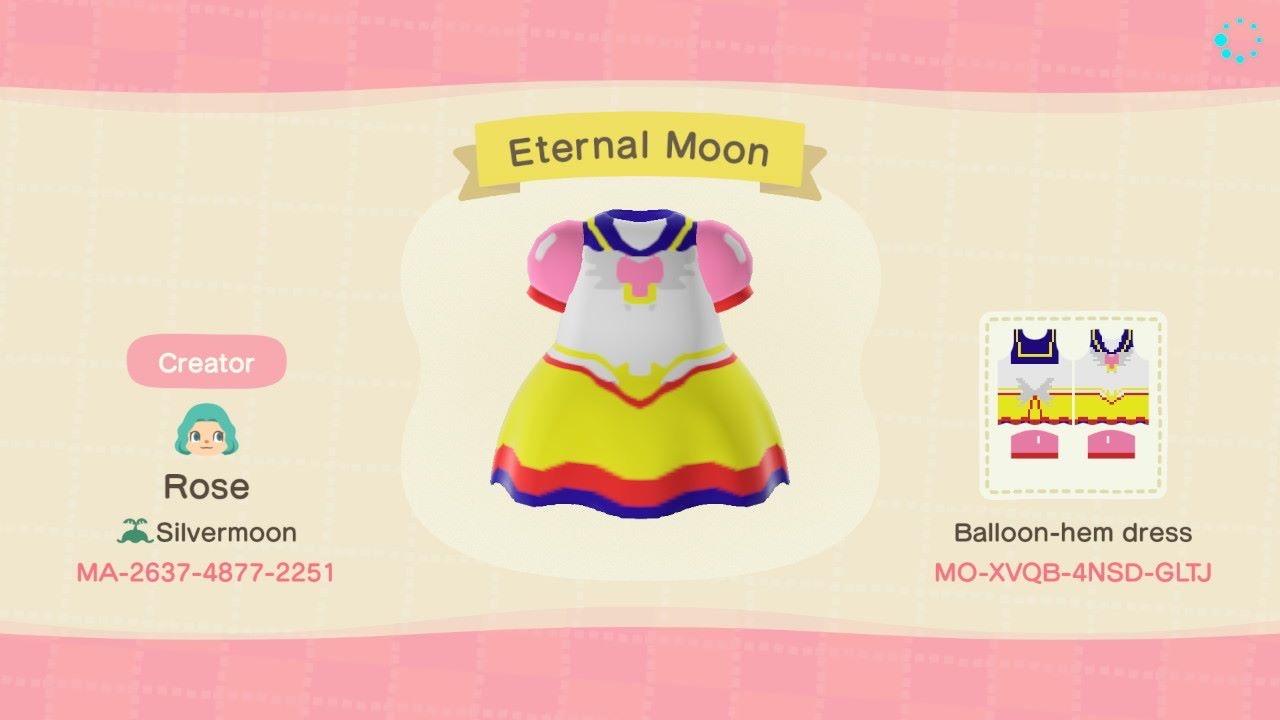 Eternal Moon
Creator
Rose
Silvermoon
MA-2637-4877-2251
Balloon-hem dress
MO-XVQB-4NSD-GLTJ